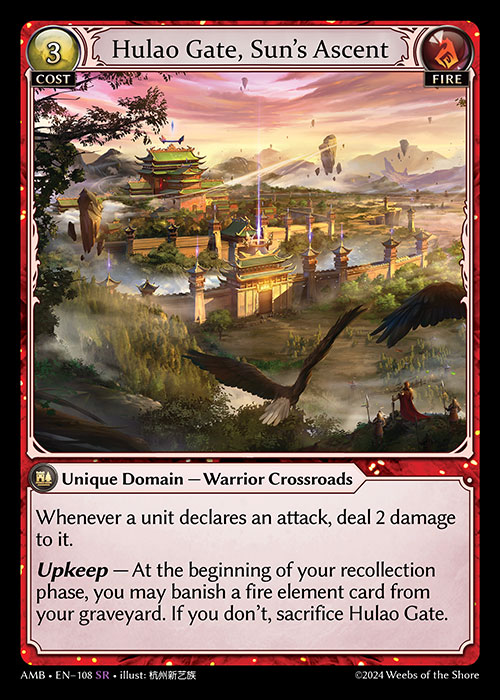 3
COST
Hulao Gate, Sun's Ascent
FIRE
Unique Domain — Warrior Crossroads
Whenever a unit declares an attack, deal 2 damage
to it.
Upkeep — At the beginning of your recollection
phase, you may banish a fire element card from
your graveyard. If you don't, sacrifice Hulao Gate.
AMB • EN-108 SR • illust: 杭州新艺族
©2024 Weebs of the Shore